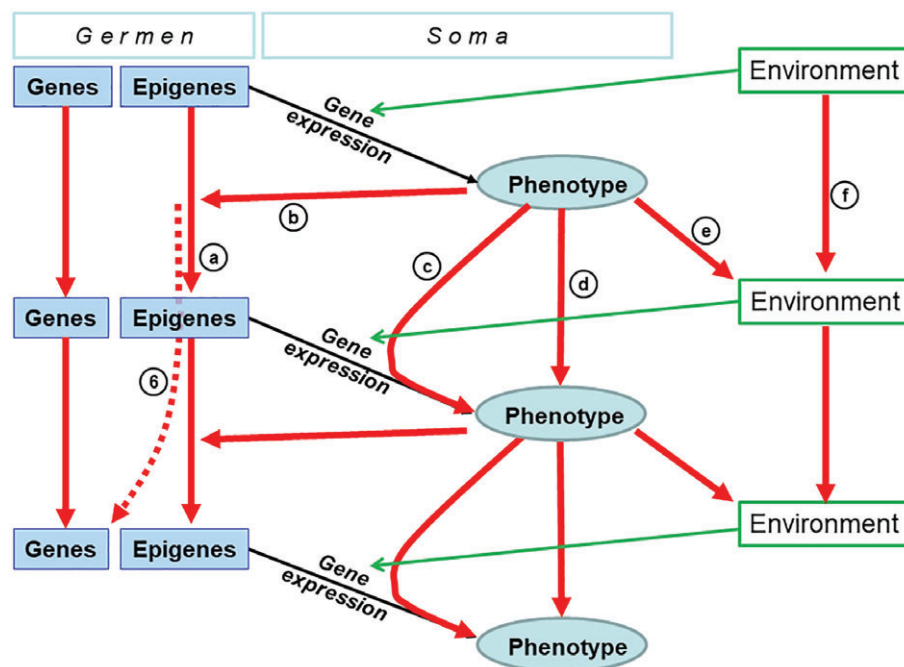 Germen
Soma
Genes
Epigenes
Environment
Gene
expression
Phenotype
b
a
c
d
e
f
Genes
Epigenes
Environment
Gene
expression
6
Phenotype
Genes
Epigenes
Environment
Gene
expression
Phenotype